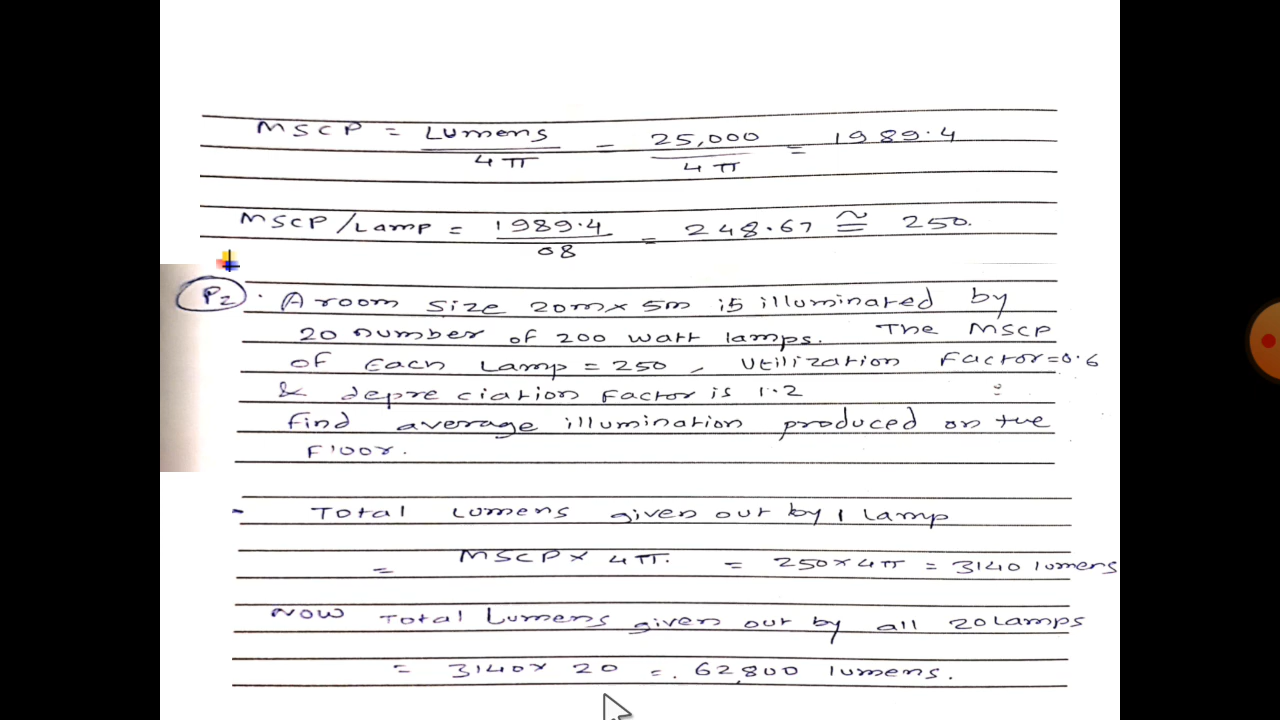 MSCP = Lumens / 4π = 25,000 / 4π = 1989.4
MSCP/Lamp = 1989.4 / 08 = 248.67 ≅ 250.
P2. A room size 20m x 5m is illuminated by
20 number of 200 watt lamps. The MSCP
of Each Lamp = 250, Utilization Factor=0.6
& depreciation Factor is 1.2
find average illumination produced on the
Floor.
- Total Lumens given out by 1 lamp
= MSCP x 4π. = 250 x 4π = 3140 lumens
Now Total Lumens given out by all 20 Lamps
= 3140 x 20 = 62,800 lumens.